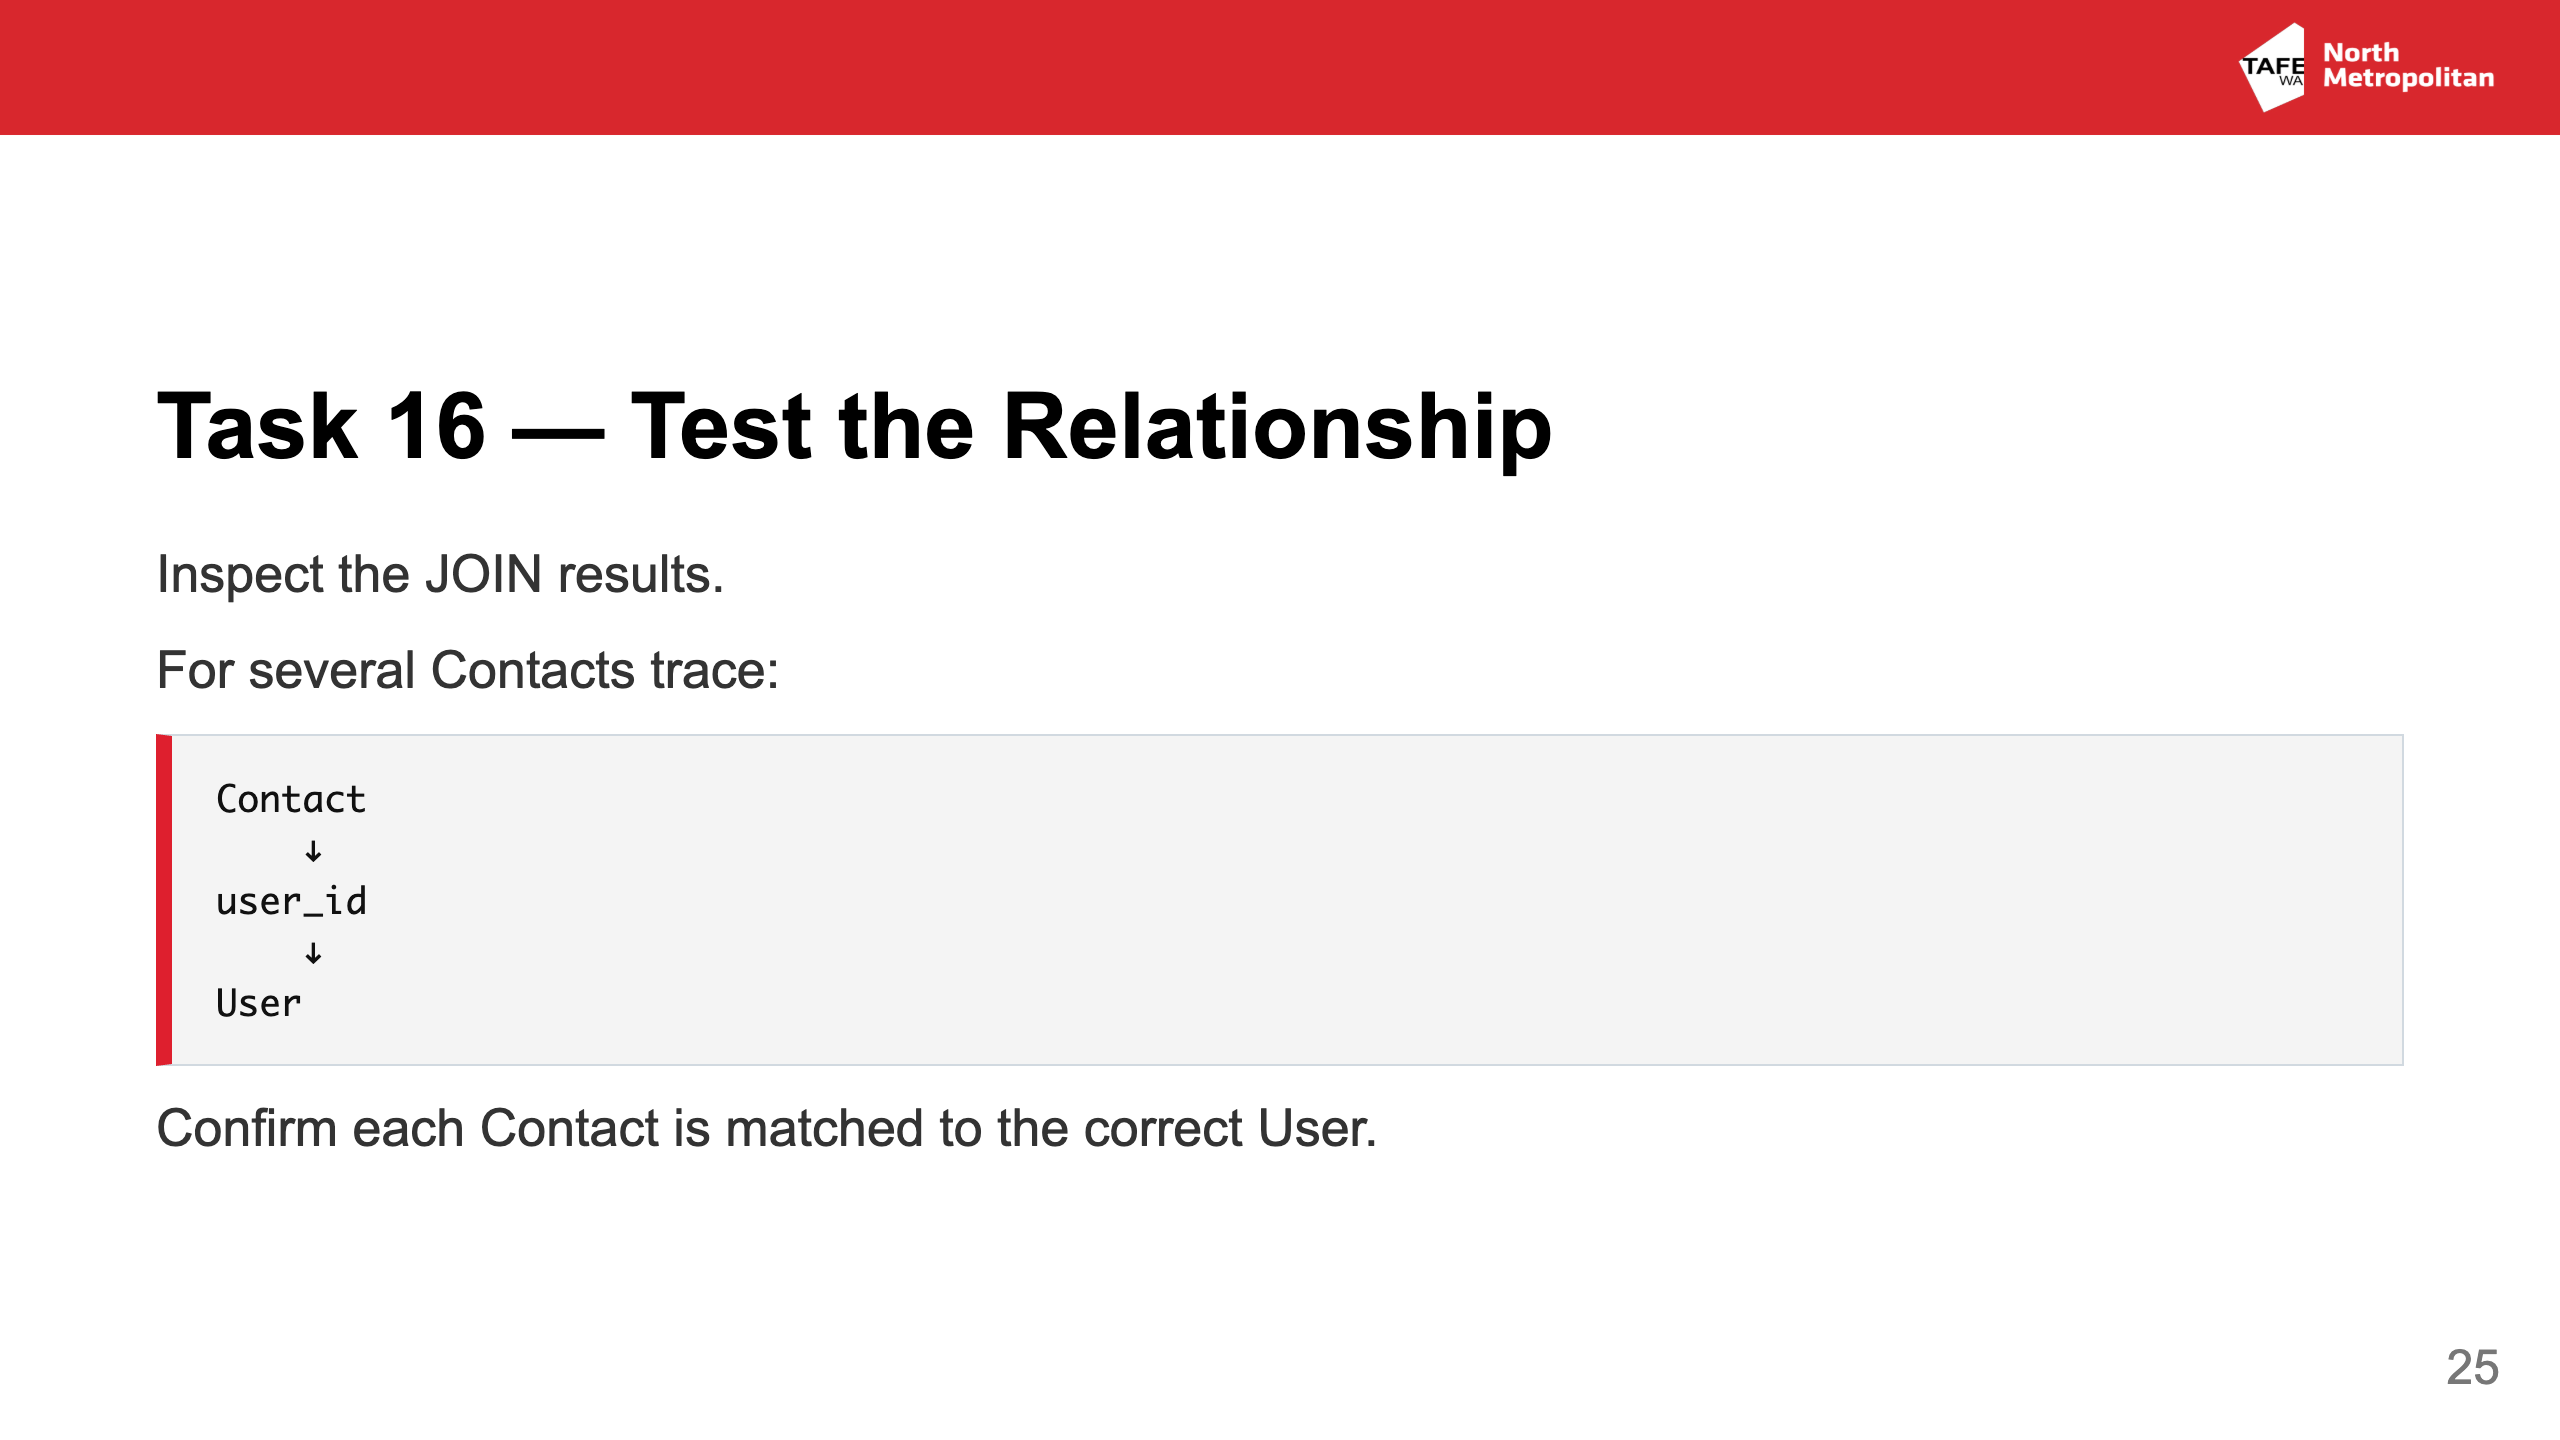 TAFE
WA
North
Metropolitan
Task 16 — Test the Relationship
Inspect the JOIN results.
For several Contacts trace:
Contact
↓
user_id
↓
User
Confirm each Contact is matched to the correct User.
25